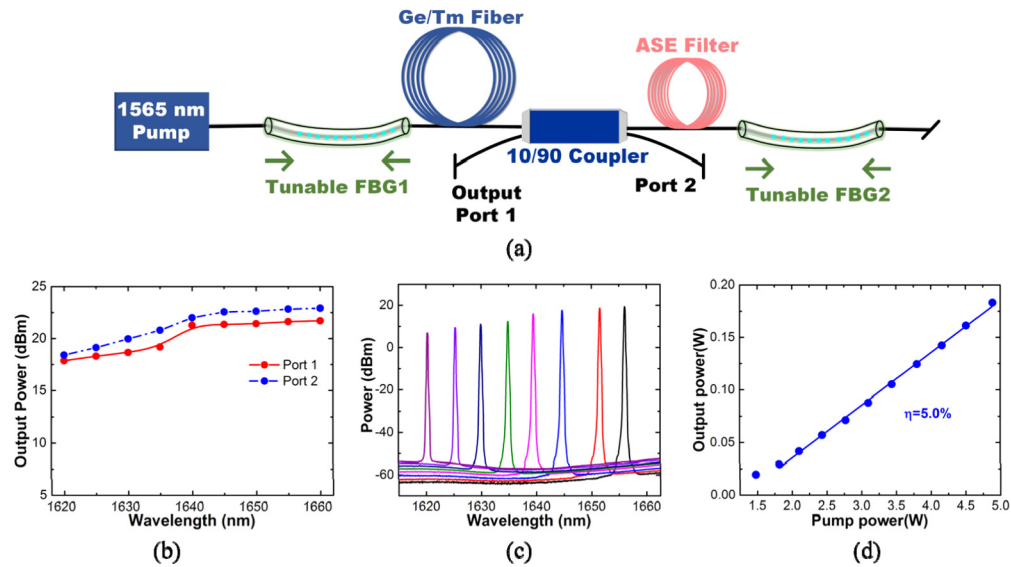 Ge/Tm Fiber
ASE Filter
1565 nm
Pump
10/90 Coupler
Tunable FBG1
Output
Port 1
Port 2
Tunable FBG2
(a)
Output Power (dBm)
25
20
15
10
5
Port 1
Port 2
1620 1630 1640 1650 1660
Wavelength (nm)
(b)
Power (dBm)
20
0
-20
-40
-60
1620 1630 1640 1650 1660
Wavelength (nm)
(c)
Output power(W)
0.20
0.15
0.10
0.05
0.00
η=5.0%
1.5 2.0 2.5 3.0 3.5 4.0 4.5 5.0
Pump power(W)
(d)